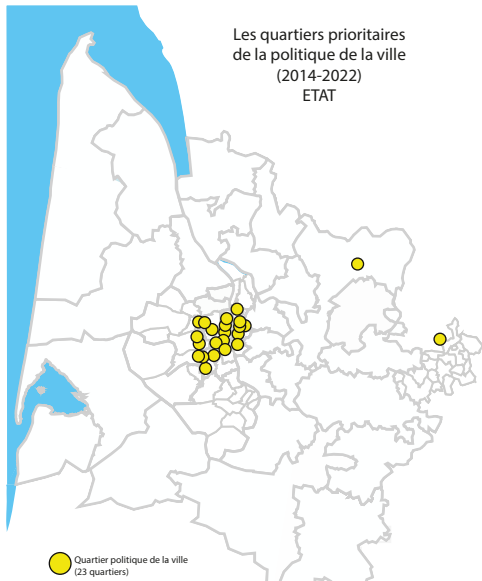 Les quartiers prioritaires
de la politique de la ville
(2014-2022)
ETAT
Quartier politique de la ville
(23 quartiers)